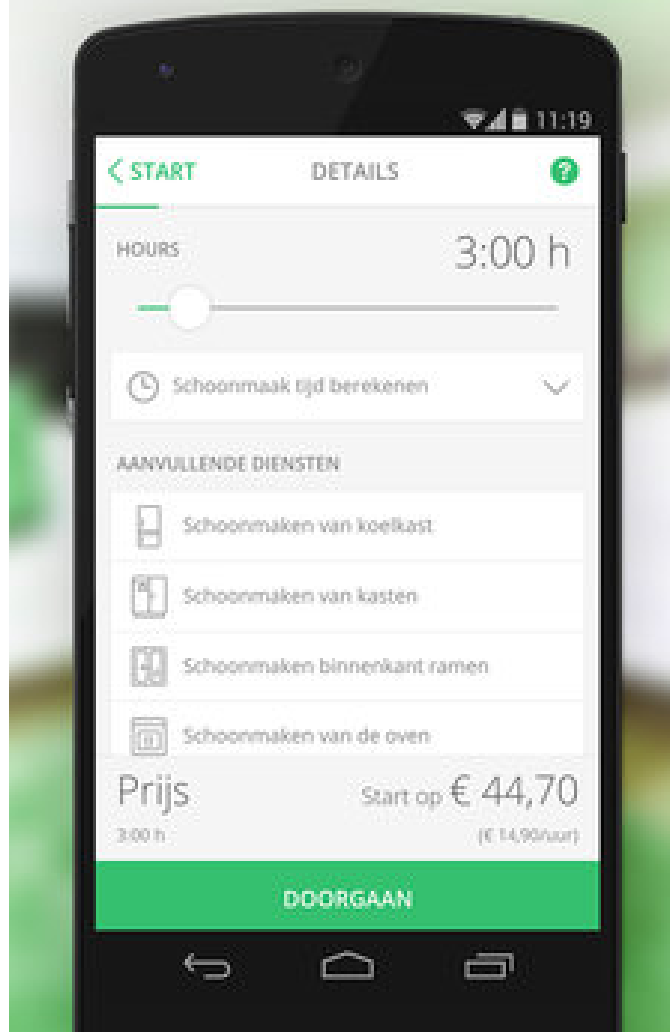 11:19
START
DETAILS
?
HOURS
3:00 h
Schoonmaak tijd berekenen
AANVULLENDE DIENSTEN
Schoonmaken van koelkast
Schoonmaken van kasten
Schoonmaken binnenkant ramen
Schoonmaken van de oven
Prijs
Start op € 44,70
3:00 h
(€ 14,90/uur)
DOORGAAN